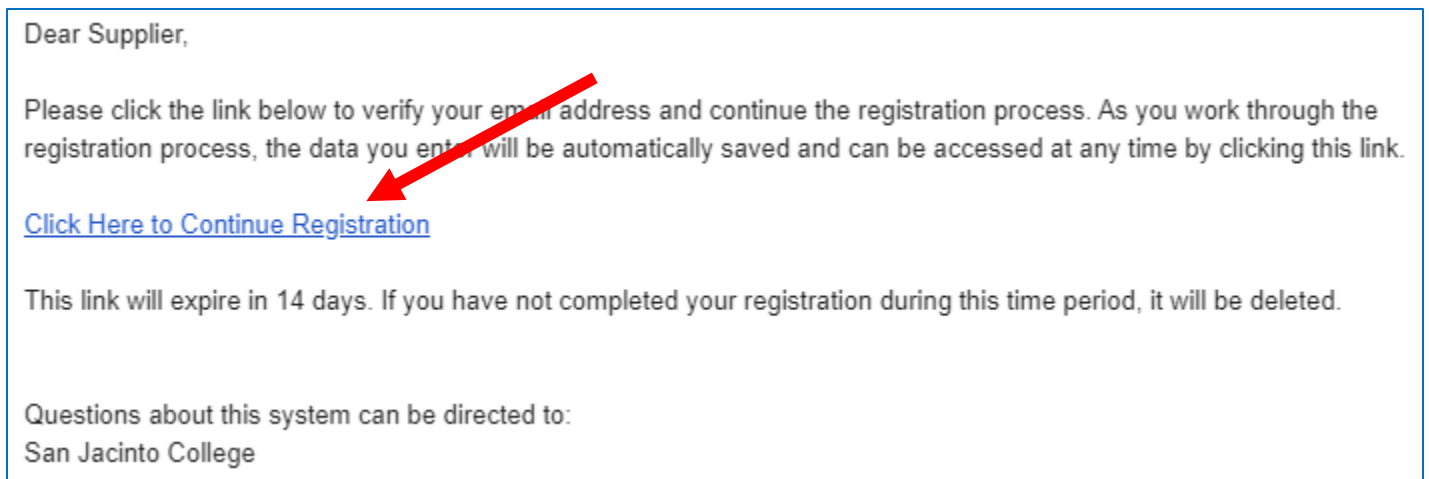 Dear Supplier,
Please click the link below to verify your email address and continue the registration process. As you work through the
registration process, the data you enter will be automatically saved and can be accessed at any time by clicking this link.
Click Here to Continue Registration
This link will expire in 14 days. If you have not completed your registration during this time period, it will be deleted.
Questions about this system can be directed to:
San Jacinto College